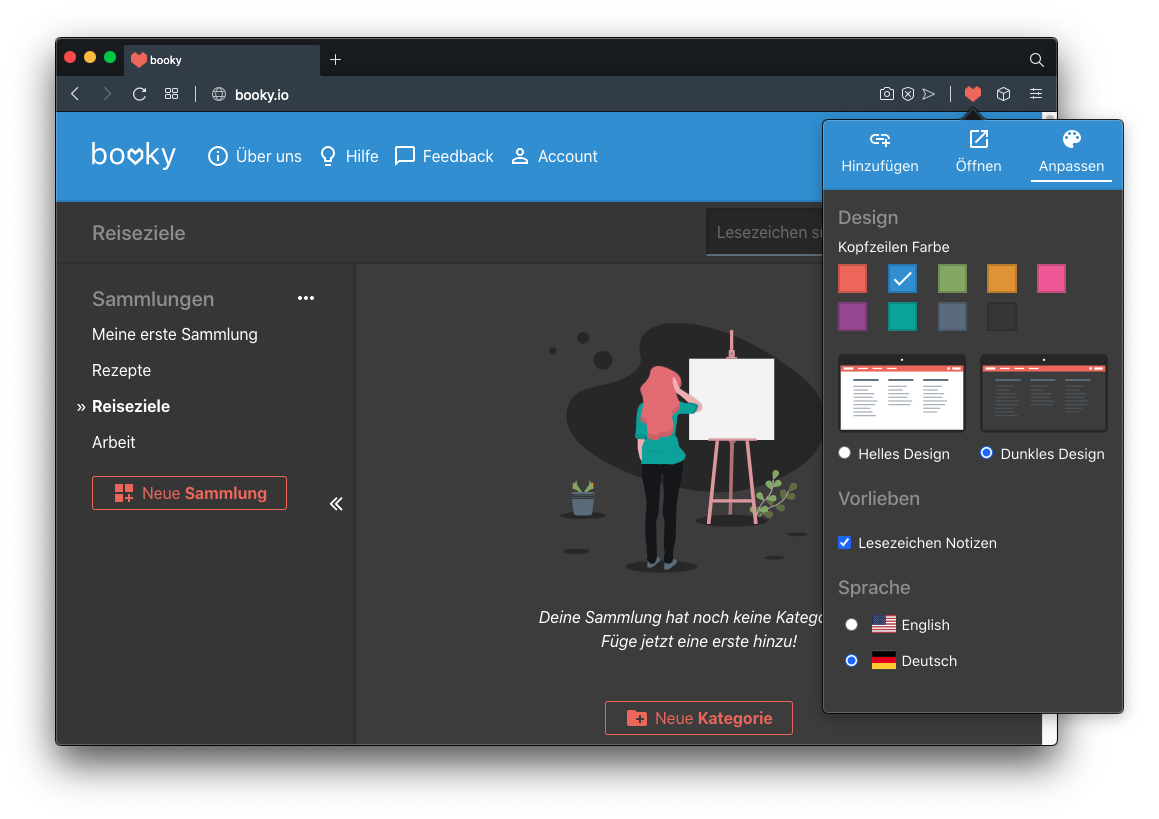 booky
booky.io
booky
Über uns
Hilfe
Feedback
Account
Hinzufügen
Öffnen
Anpassen
Reiseziele
Lesezeichen
Sammlungen
Meine erste Sammlung
Rezepte
» Reiseziele
Arbeit
Neue Sammlung
Deine Sammlung hat noch keine
Füge jetzt eine erste hinzu!
Neue Kategorie
Design
Kopfzeilen Farbe
Helles Design
Dunkles Design
Vorlieben
Lesezeichen Notizen
Sprache
English
Deutsch